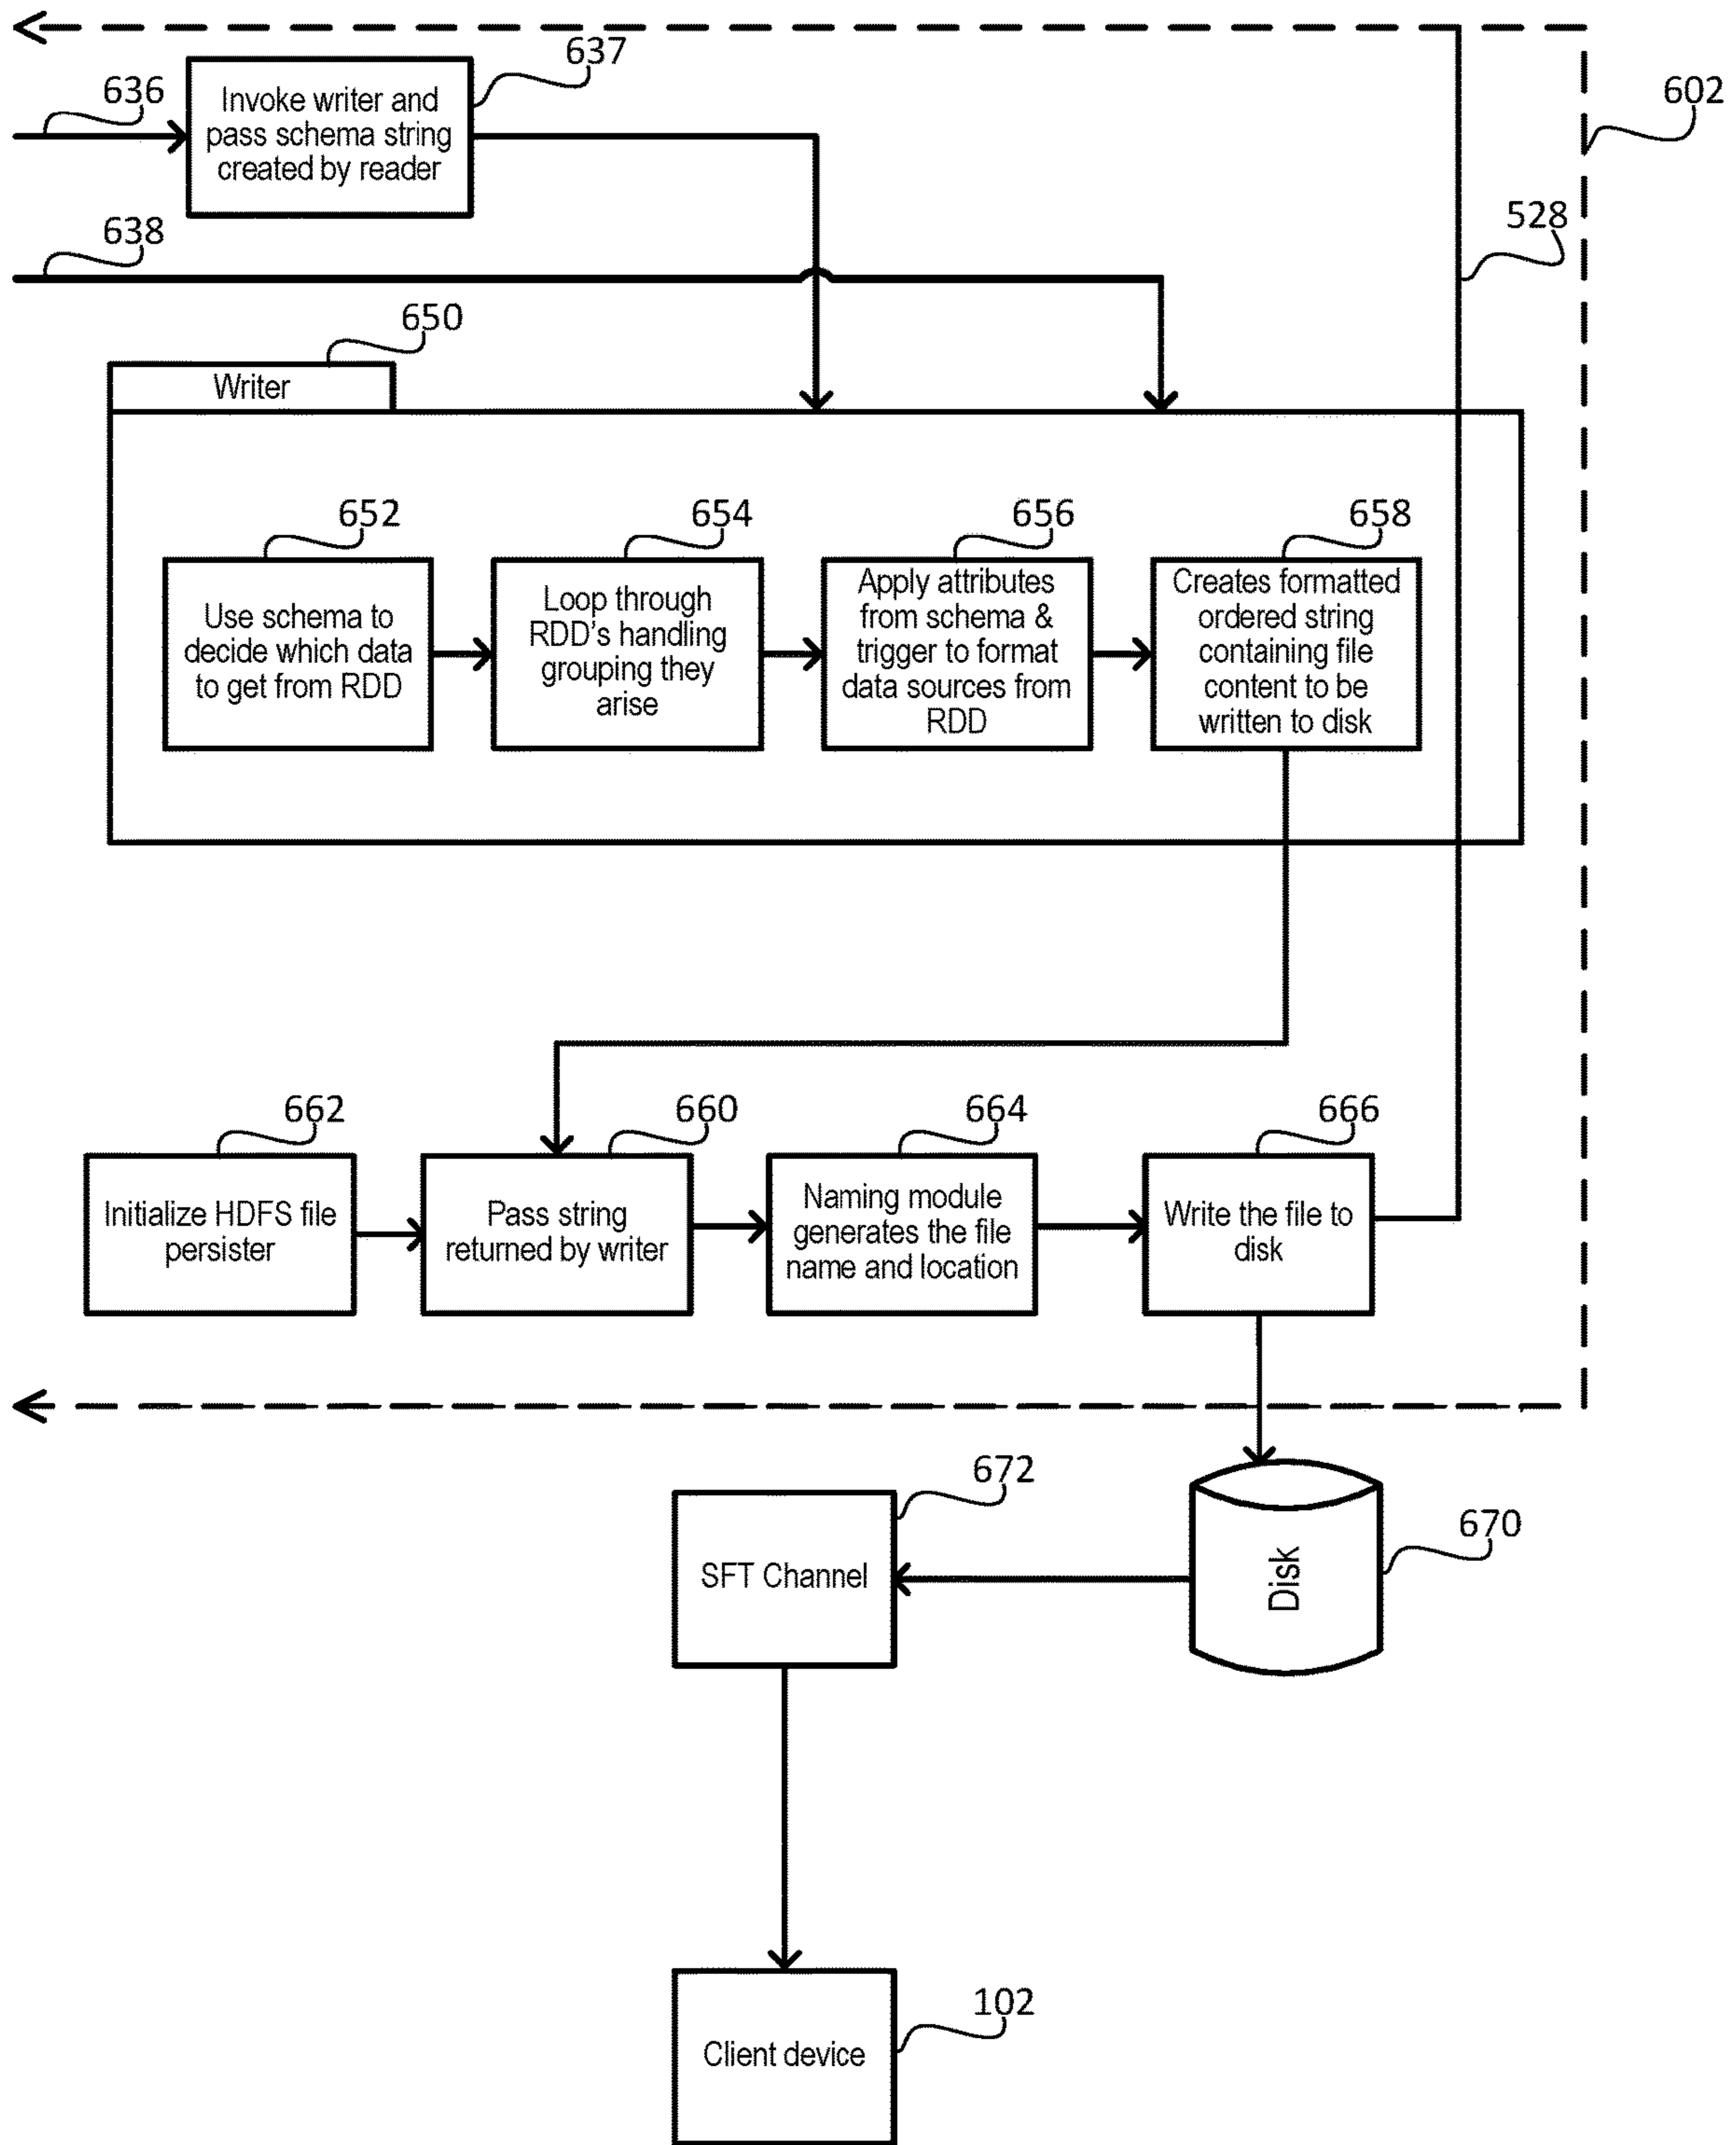 637
636
602
Invoke writer and
pass schema string
created by reader
638
528
650
Writer
652
654
656
658
Use schema to
decide which data
to get from RDD
Loop through
RDD's handling
grouping they
arise
Apply attributes
from schema &
trigger to format
data sources from
RDD
Creates formatted
ordered string
containing file
content to be
written to disk
662
660
664
666
Initialize HDFS file
persister
Pass string
returned by writer
Naming module
generates the file
name and location
Write the file to
disk
672
670
SFT Channel
Disk
102
Client device